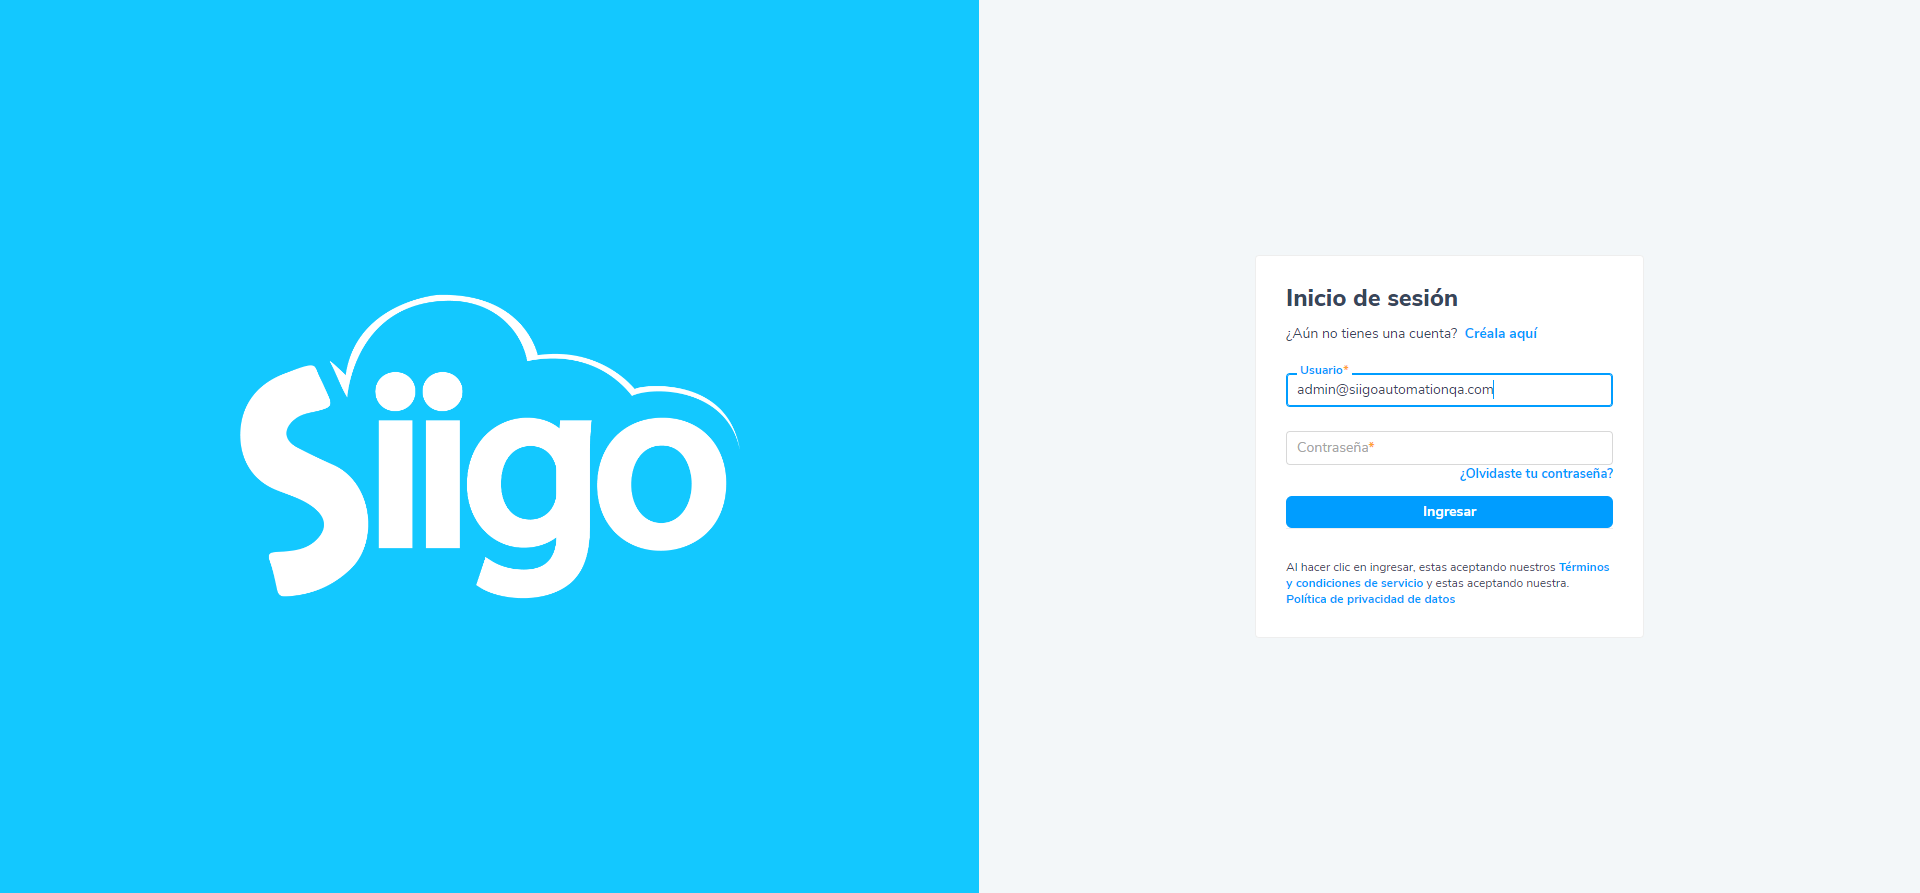 Siigo
Inicio de sesión
¿Aún no tienes una cuenta? Créala aquí
Usuario*
admin@siigoautomationqa.com
Contraseña*
¿Olvidaste tu contraseña?
Ingresar
Al hacer clic en ingresar, estas aceptando nuestros Términos
y condiciones de servicio y estas aceptando nuestra.
Política de privacidad de datos